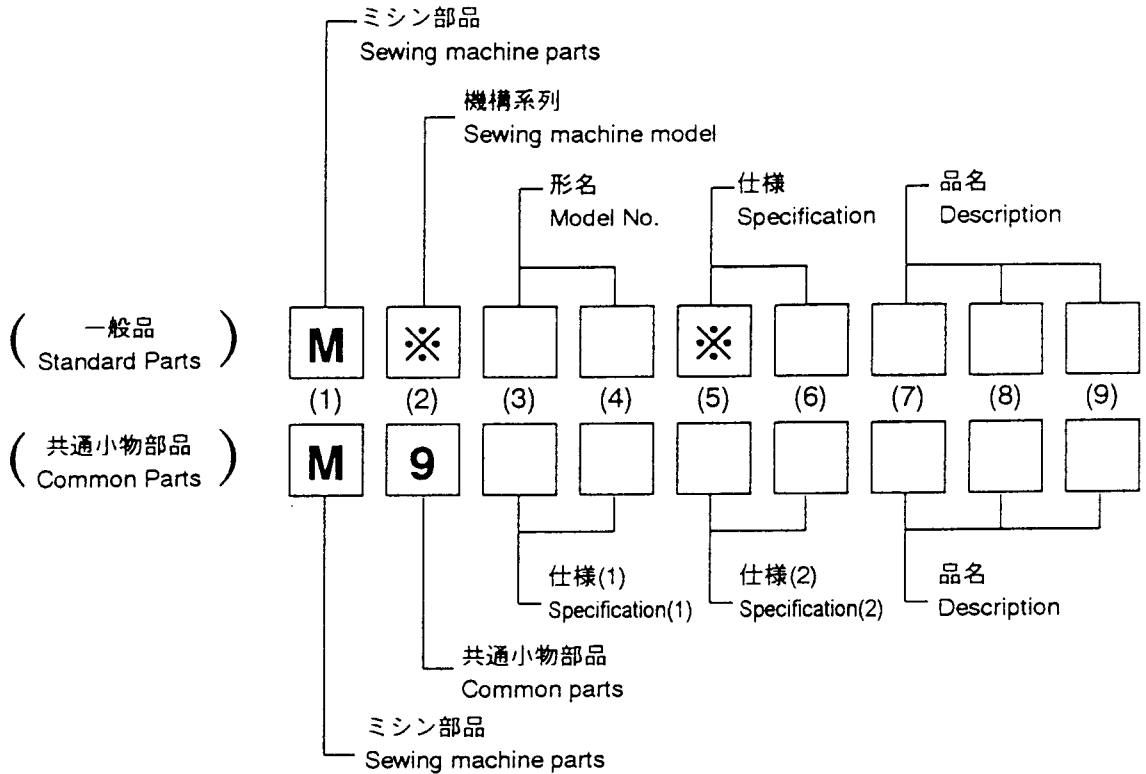 ミシン部品
Sewing machine parts
機構系列
Sewing machine model
形名
Model No.
仕様
Specification
品名
Description
(一般品
Standard Parts)
M ※ ※
(1) (2) (3) (4) (5) (6) (7) (8) (9)
(共通小物部品
Common Parts)
M 9
仕様(1)
Specification(1)
仕様(2)
Specification(2)
品名
Description
共通小物部品
Common parts
ミシン部品
Sewing machine parts